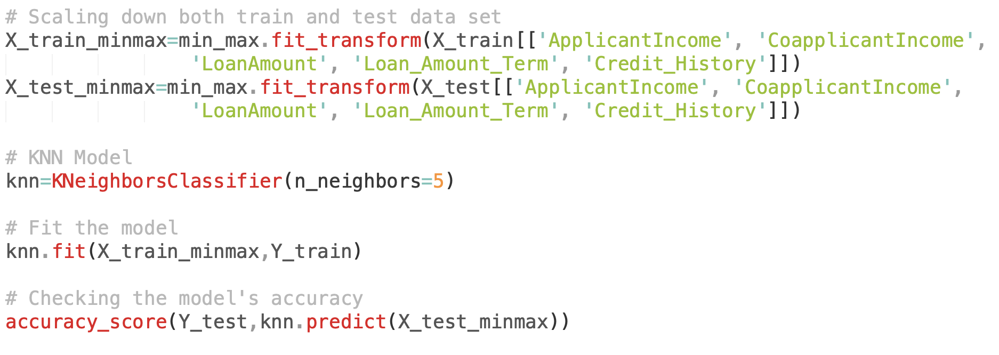 # Scaling down both train and test data set
X_train_minmax=min_max.fit_transform(X_train[['ApplicantIncome', 'CoapplicantIncome',
                'LoanAmount', 'Loan_Amount_Term', 'Credit_History']])
X_test_minmax=min_max.fit_transform(X_test[['ApplicantIncome', 'CoapplicantIncome',
                'LoanAmount', 'Loan_Amount_Term', 'Credit_History']])

# KNN Model
knn=KNeighborsClassifier(n_neighbors=5)

# Fit the model
knn.fit(X_train_minmax,Y_train)

# Checking the model's accuracy
accuracy_score(Y_test,knn.predict(X_test_minmax))